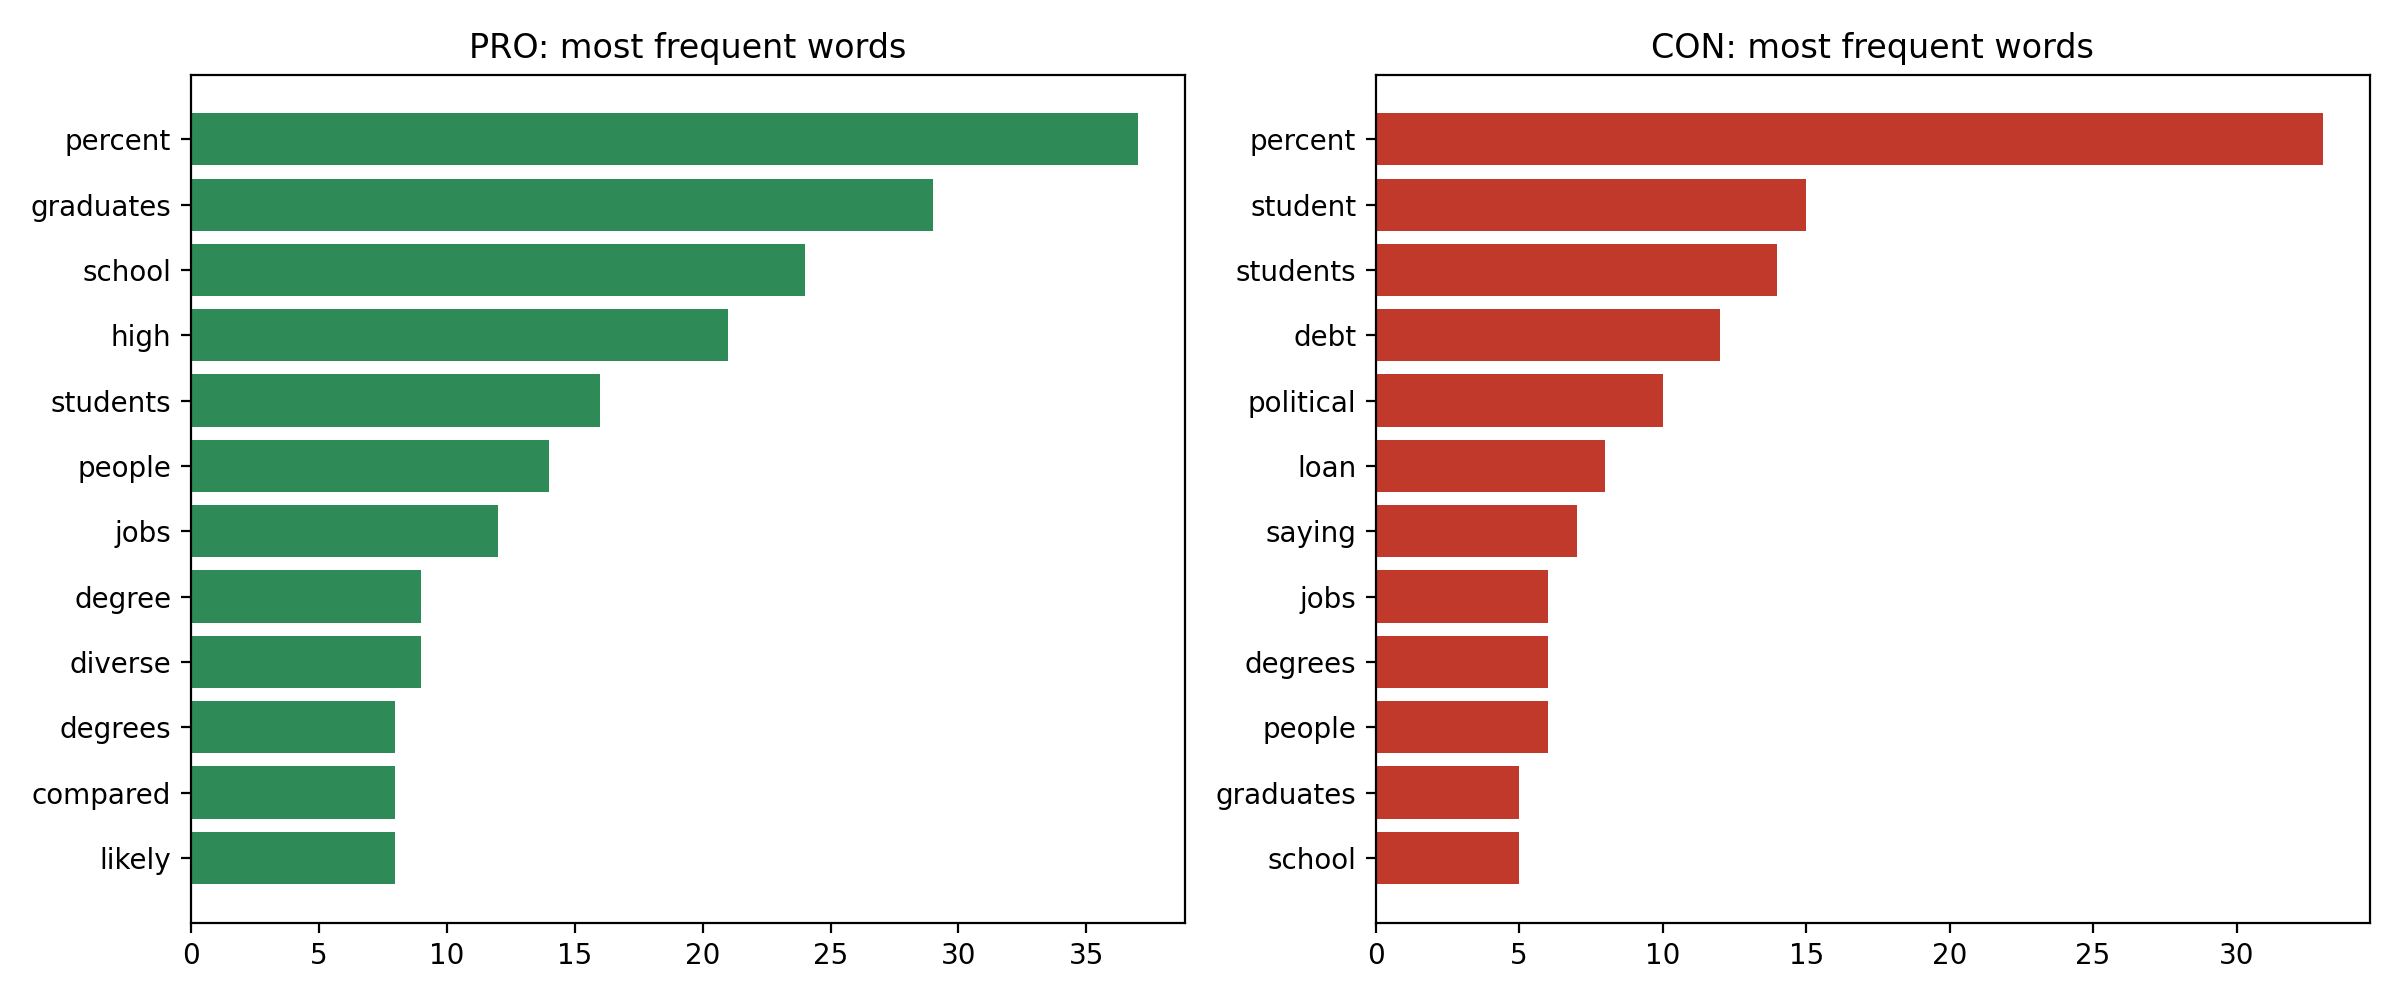 PRO: most frequent words
percent
graduates
school
high
students
people
jobs
degree
diverse
degrees
compared
likely
0 5 10 15 20 25 30 35
CON: most frequent words
percent
student
students
debt
political
loan
saying
jobs
degrees
people
graduates
school
0 5 10 15 20 25 30